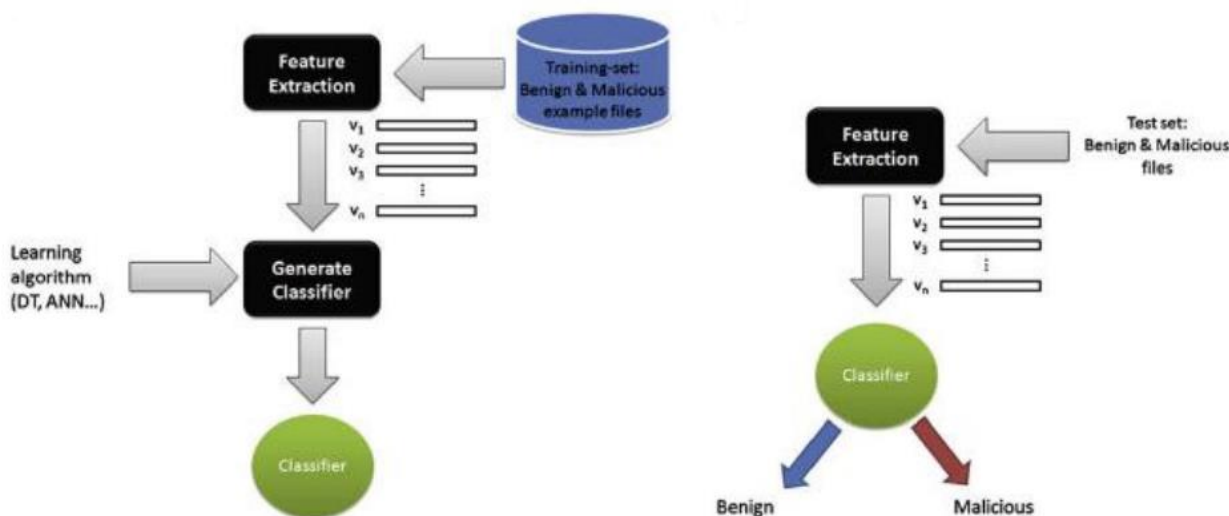 Feature
Extraction
Training-set:
Benign & Malicious
example files
v₁
v₂
v₃
⋮
vₙ
Learning
algorithm
(DT, ANN...)
Generate
Classifier
Classifier
Feature
Extraction
Test set:
Benign & Malicious
files
v₁
v₂
v₃
⋮
vₙ
Classifier
Benign
Malicious